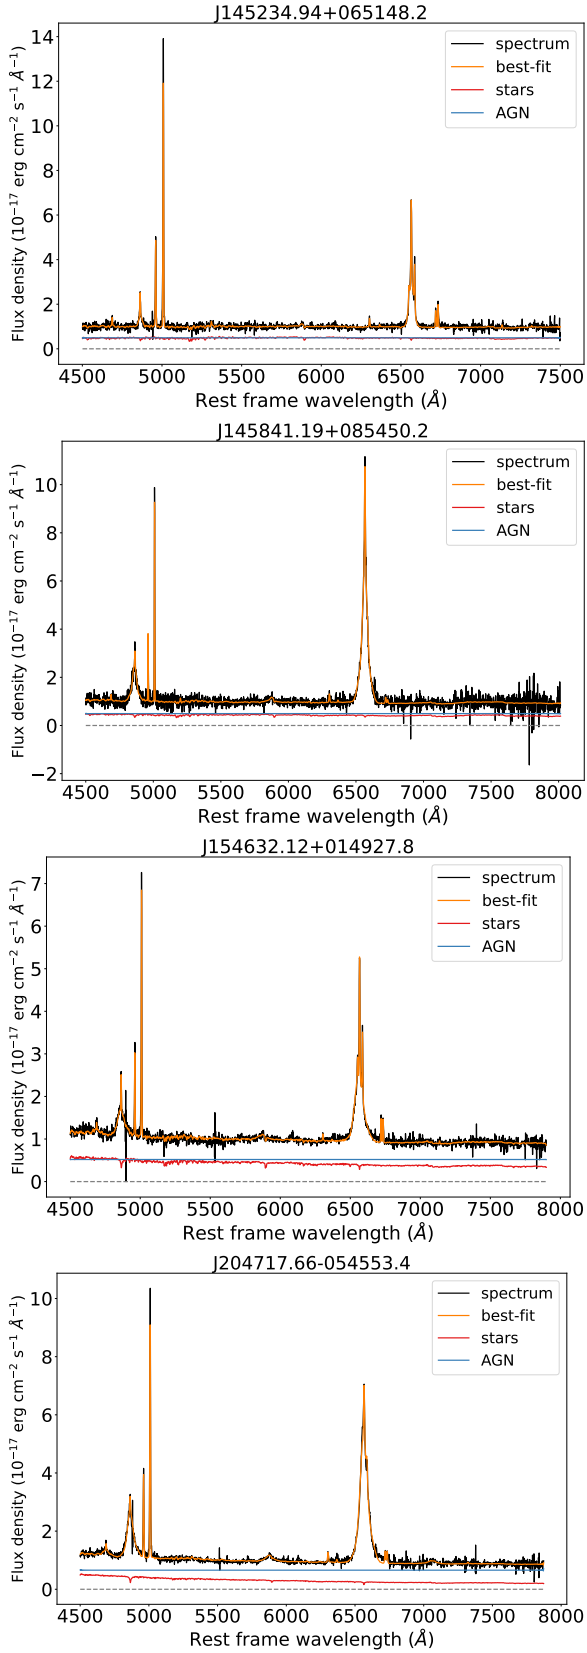 J145234.94+065148.2
Flux density (10⁻¹⁷ erg cm⁻² s⁻¹ Å⁻¹)
14
12
10
8
6
4
2
0
spectrum
best-fit
stars
AGN
4500 5000 5500 6000 6500 7000 7500
Rest frame wavelength (Å)
J145841.19+085450.2
Flux density (10⁻¹⁷ erg cm⁻² s⁻¹ Å⁻¹)
10
8
6
4
2
0
−2
spectrum
best-fit
stars
AGN
4500 5000 5500 6000 6500 7000 7500 8000
Rest frame wavelength (Å)
J154632.12+014927.8
Flux density (10⁻¹⁷ erg cm⁻² s⁻¹ Å⁻¹)
7
6
5
4
3
2
1
0
spectrum
best-fit
stars
AGN
4500 5000 5500 6000 6500 7000 7500 8000
Rest frame wavelength (Å)
J204717.66-054553.4
Flux density (10⁻¹⁷ erg cm⁻² s⁻¹ Å⁻¹)
10
8
6
4
2
0
spectrum
best-fit
stars
AGN
4500 5000 5500 6000 6500 7000 7500 8000
Rest frame wavelength (Å)